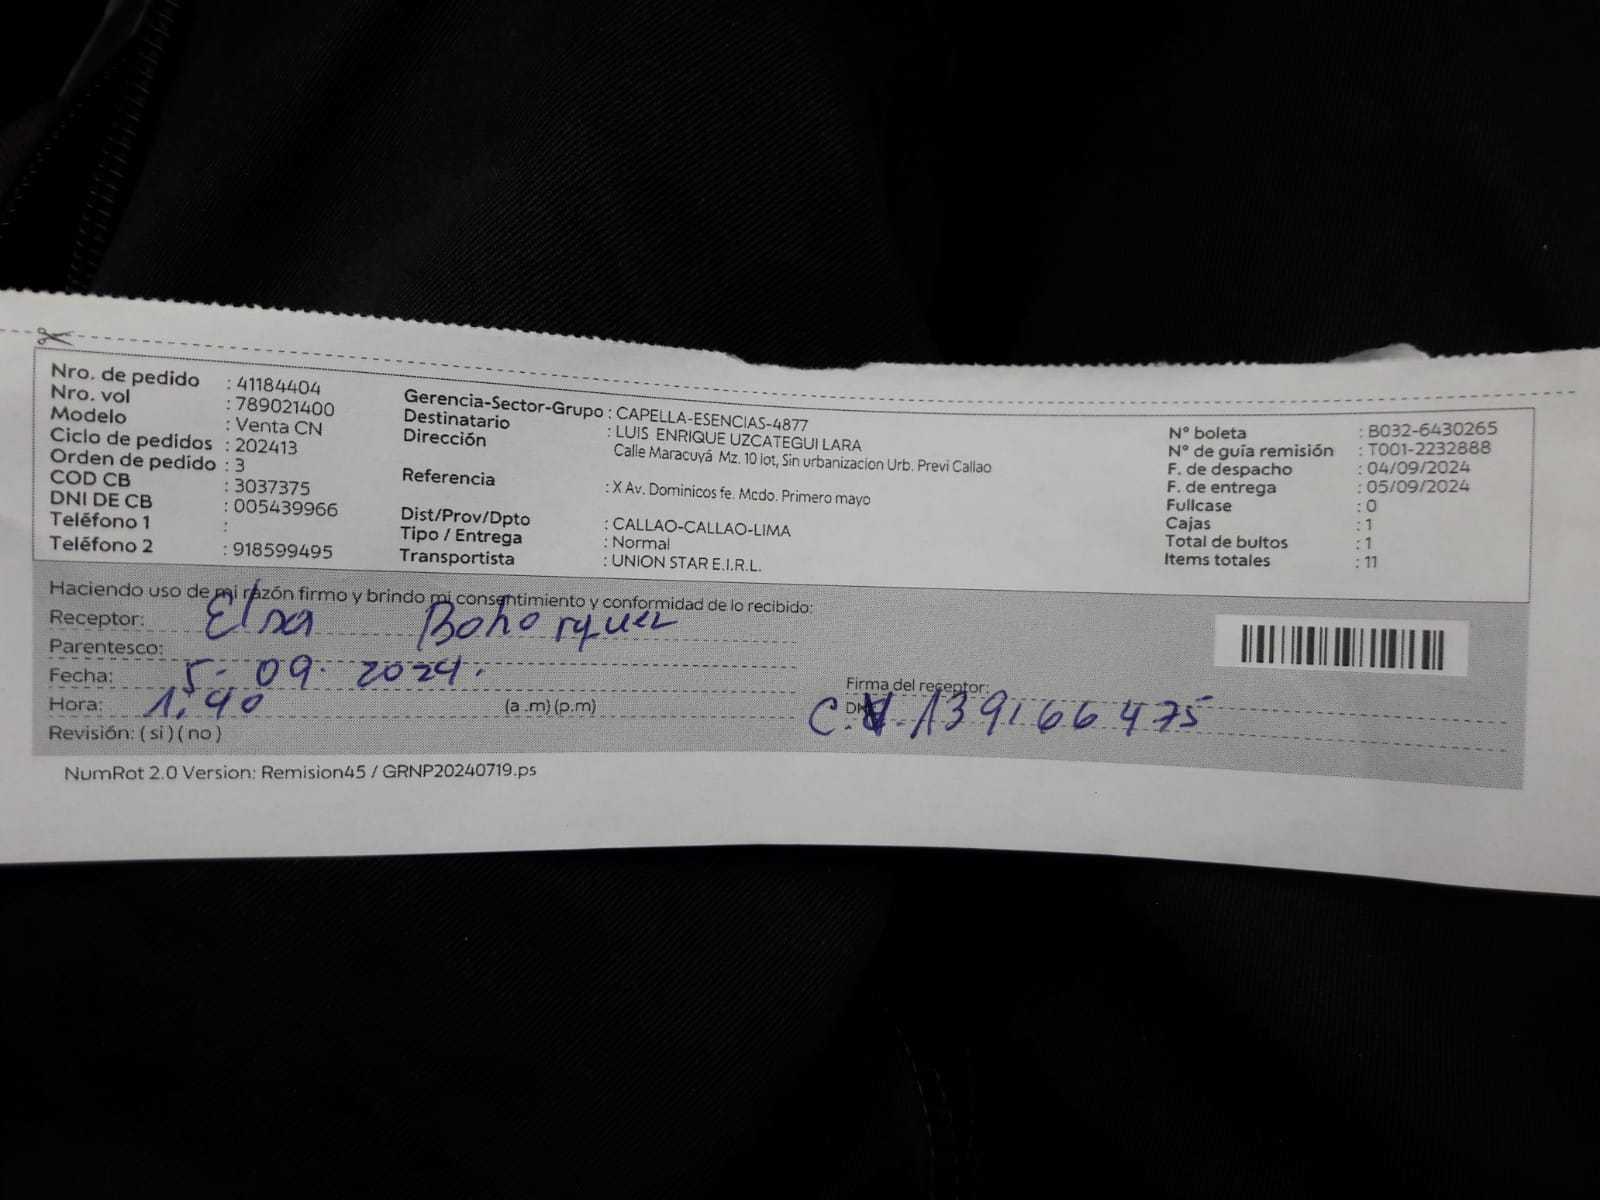 Nro. de pedido : 41184404
Nro. vol : 789021400
Modelo : Venta CN
Ciclo de pedidos : 202413
Orden de pedido : 3
COD CB : 3037375
DNI DE CB : 005439966
Teléfono 1 :
Teléfono 2 : 918599495
Gerencia-Sector-Grupo : CAPELLA-ESENCIAS-4877
Destinatario : LUIS ENRIQUE UZCATEGUI LARA
Dirección Calle Maracuyá Mz. 10 lot, Sin urbanizacion Urb. Previ Callao
Referencia : X Av. Dominicos fe. Mcdo. Primero mayo
Dist/Prov/Dpto : CALLAO-CALLAO-LIMA
Tipo / Entrega : Normal
Transportista : UNION STAR E.I.R.L.
N° boleta : B032-6430265
N° de guía remisión : T001-2232888
F. de despacho : 04/09/2024
F. de entrega : 05/09/2024
Fullcase : 0
Cajas : 1
Total de bultos : 1
Items totales : 11
Haciendo uso de mi razón firmo y brindo mi consentimiento y conformidad de lo recibido:
Receptor: Elsa Bohorquez
Parentesco:
Fecha: 5- 09. 2024.
Hora: 1,40 (a .m) (p.m)
Revisión: ( si ) ( no )
Firma del receptor:
DNI C.V. 139166475
NumRot 2.0 Version: Remision45 / GRNP20240719.ps